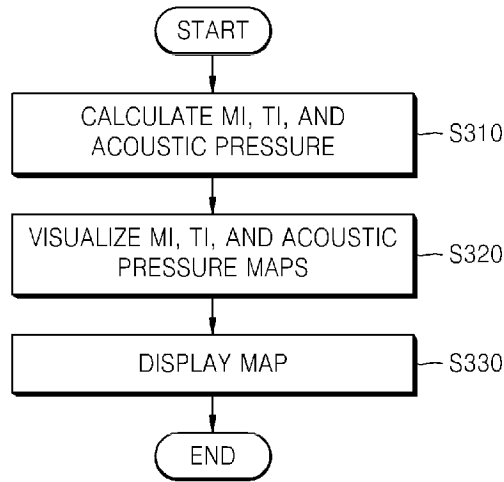 START
CALCULATE MI, TI, AND
ACOUSTIC PRESSURE
S310
VISUALIZE MI, TI, AND ACOUSTIC
PRESSURE MAPS
S320
DISPLAY MAP
S330
END